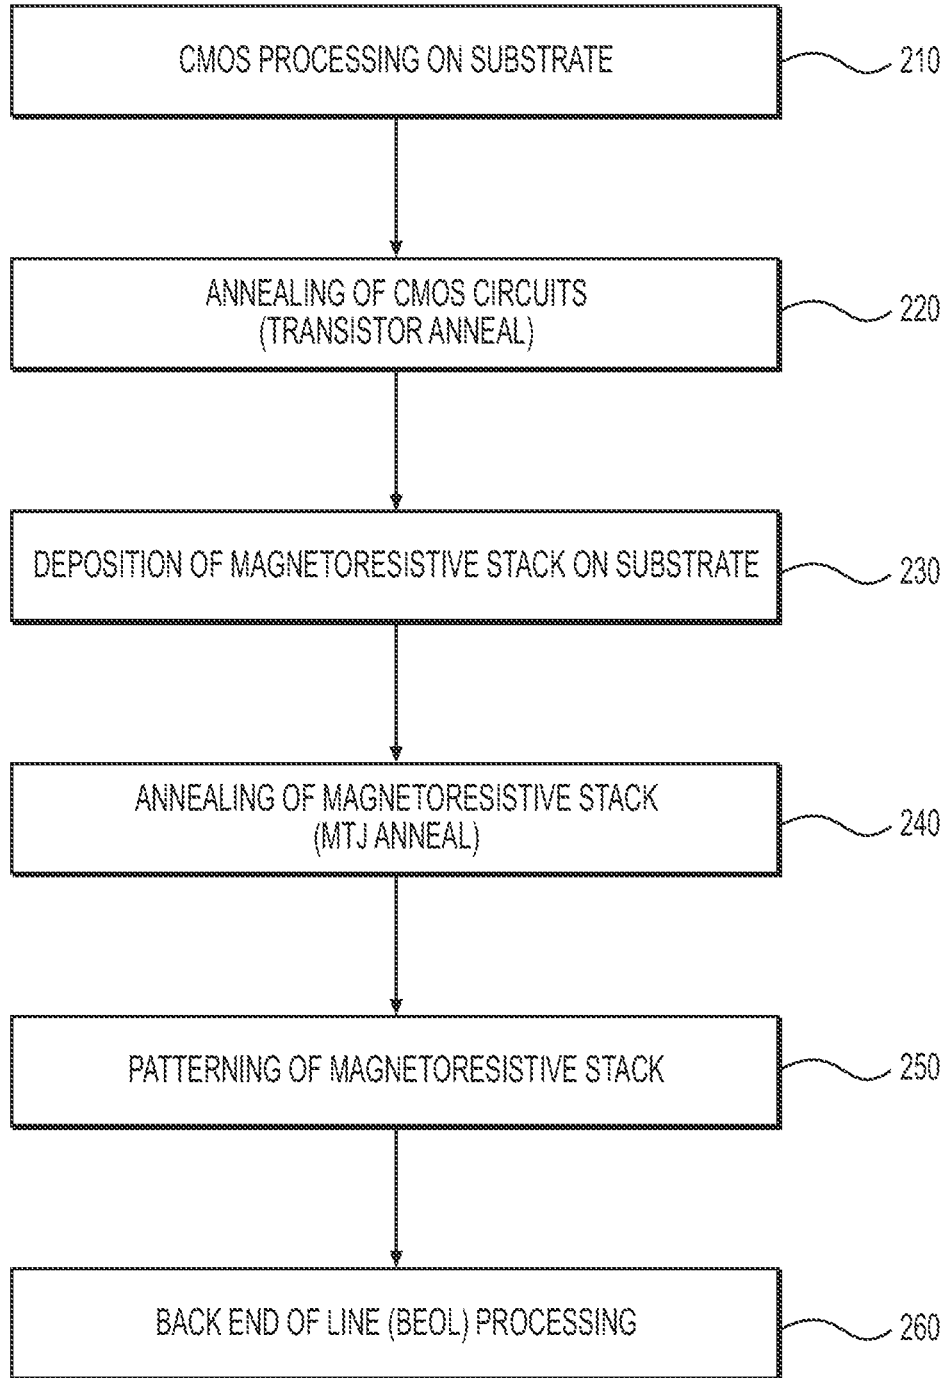 CMOS PROCESSING ON SUBSTRATE
210
ANNEALING OF CMOS CIRCUITS
(TRANSISTOR ANNEAL)
220
DEPOSITION OF MAGNETORESISTIVE STACK ON SUBSTRATE
230
ANNEALING OF MAGNETORESISTIVE STACK
(MTJ ANNEAL)
240
PATTERNING OF MAGNETORESISTIVE STACK
250
BACK END OF LINE (BEOL) PROCESSING
260